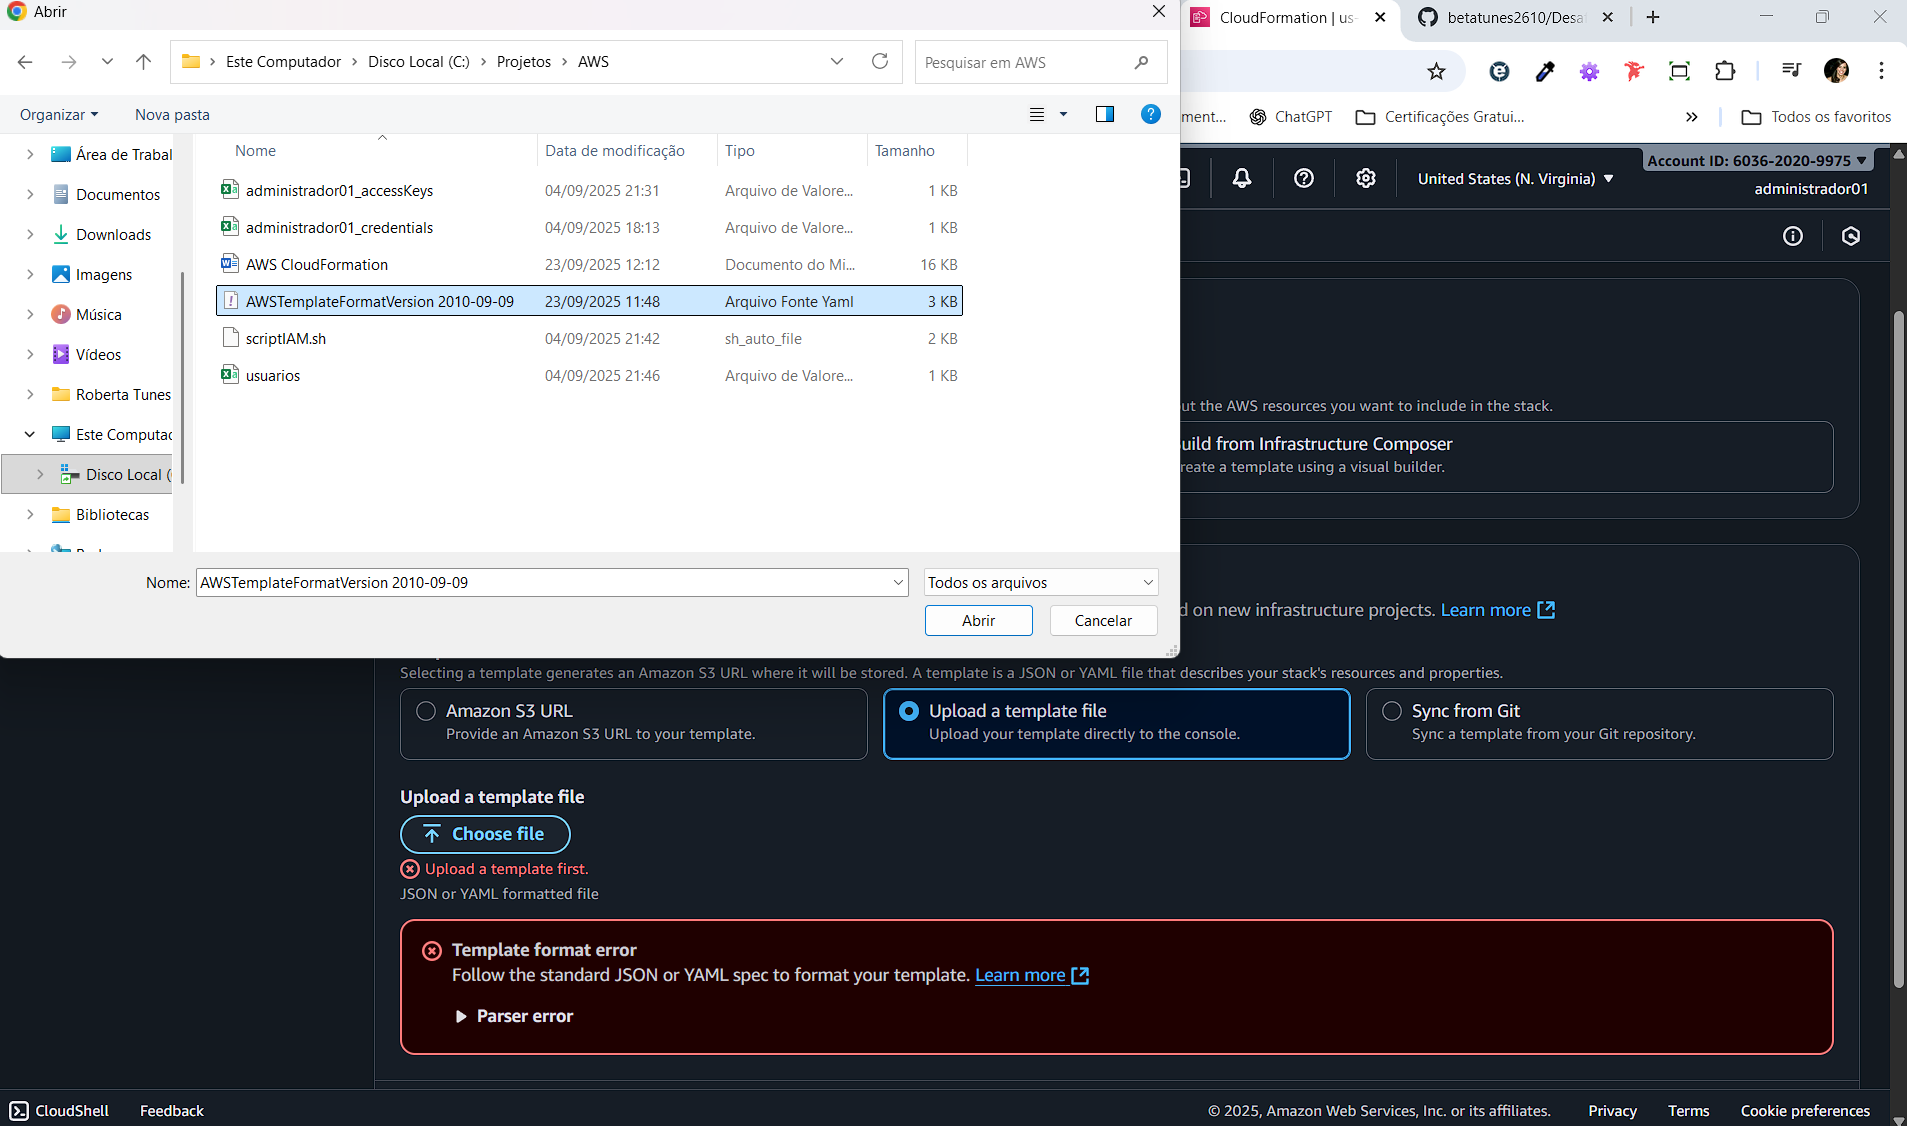 Abrir
CloudFormation | us-
betatunes2610/Desa
Este Computador > Disco Local (C:) > Projetos > AWS
Pesquisar em AWS
Organizar
Nova pasta
ment...
ChatGPT
Certificações Gratui...
Todos os favoritos
Nome
Data de modificação
Tipo
Tamanho
Área de Trabal
Documentos
Downloads
Imagens
Música
Vídeos
Roberta Tunes
Este Computad
Disco Local (
Bibliotecas
administrador01_accessKeys 04/09/2025 21:31 Arquivo de Valore... 1 KB
administrador01_credentials 04/09/2025 18:13 Arquivo de Valore... 1 KB
AWS CloudFormation 23/09/2025 12:12 Documento do Mi... 16 KB
AWSTemplateFormatVersion 2010-09-09 23/09/2025 11:48 Arquivo Fonte Yaml 3 KB
scriptIAM.sh 04/09/2025 21:42 sh_auto_file 2 KB
usuarios 04/09/2025 21:46 Arquivo de Valore... 1 KB
Nome: AWSTemplateFormatVersion 2010-09-09
Todos os arquivos
Abrir
Cancelar
United States (N. Virginia)
Account ID: 6036-2020-9975
administrador01
ut the AWS resources you want to include in the stack.
uild from Infrastructure Composer
reate a template using a visual builder.
d on new infrastructure projects. Learn more
Selecting a template generates an Amazon S3 URL where it will be stored. A template is a JSON or YAML file that describes your stack's resources and properties.
Amazon S3 URL
Provide an Amazon S3 URL to your template.
Upload a template file
Upload your template directly to the console.
Sync from Git
Sync a template from your Git repository.
Upload a template file
Choose file
Upload a template first.
JSON or YAML formatted file
Template format error
Follow the standard JSON or YAML spec to format your template. Learn more
Parser error
CloudShell
Feedback
© 2025, Amazon Web Services, Inc. or its affiliates.
Privacy
Terms
Cookie preferences